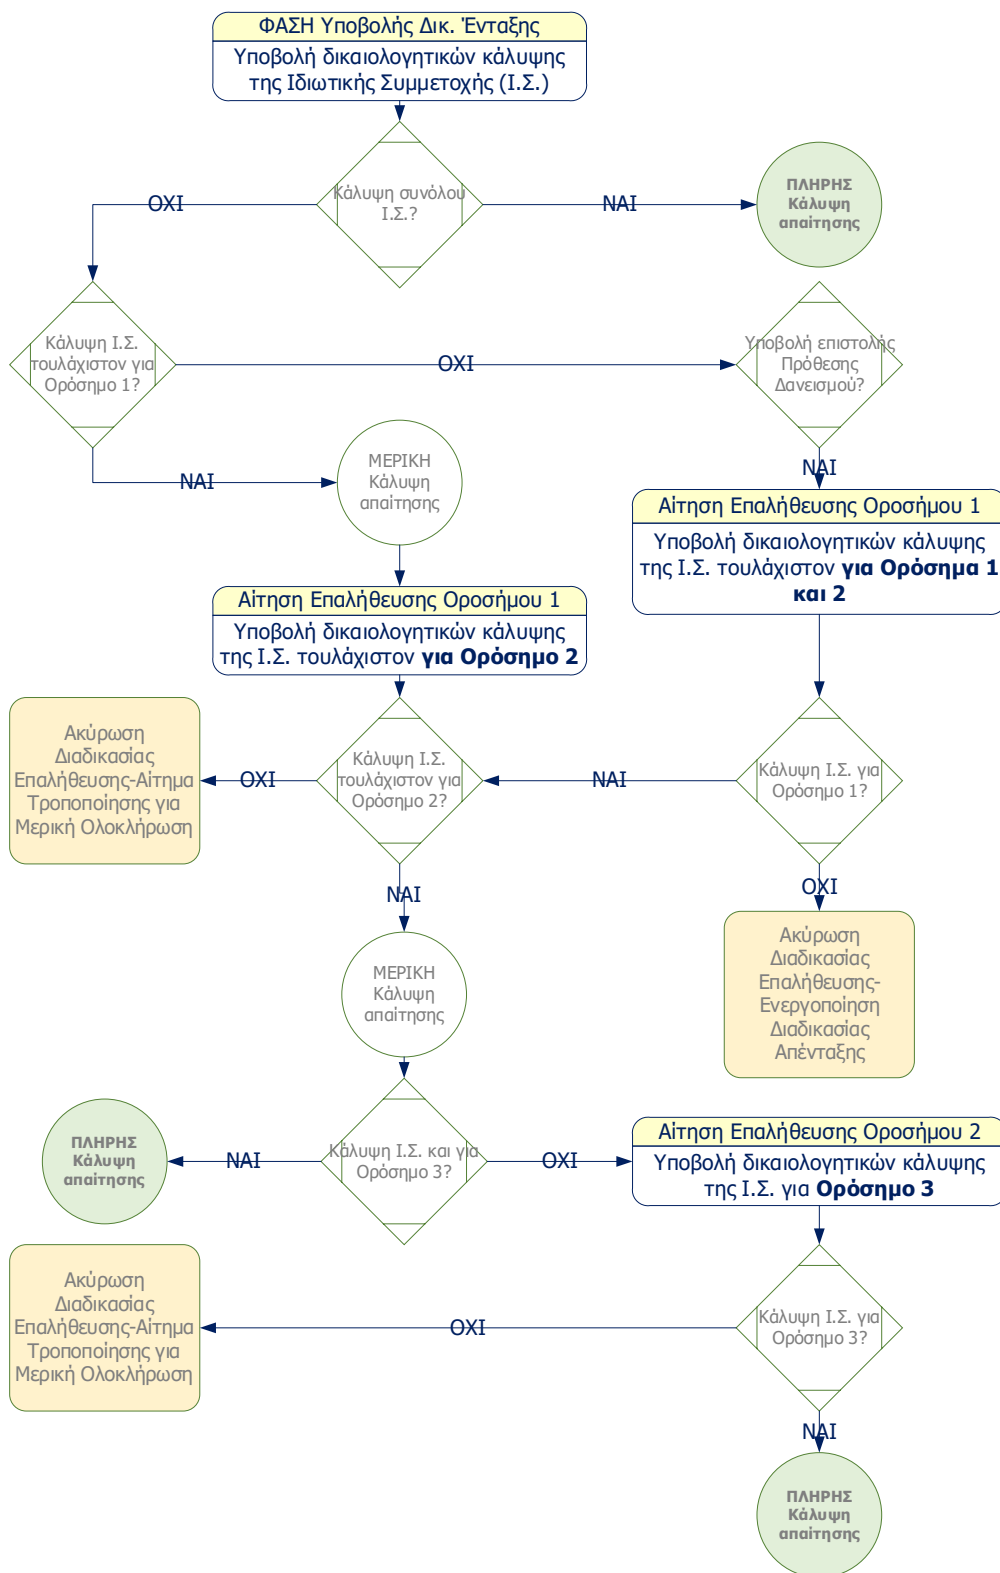 ΦΑΣΗ Υποβολής Δικ. Ένταξης
Υποβολή δικαιολογητικών κάλυψης
της Ιδιωτικής Συμμετοχής (Ι.Σ.)
Κάλυψη συνόλου
Ι.Σ.?
ΟΧΙ
ΝΑΙ
ΠΛΗΡΗΣ
Κάλυψη
απαίτησης
Κάλυψη Ι.Σ.
τουλάχιστον για
Ορόσημο 1?
ΟΧΙ
Υποβολή επιστολής
Πρόθεσης
Δανεισμού?
ΝΑΙ
ΜΕΡΙΚΗ
Κάλυψη
απαίτησης
ΝΑΙ
Αίτηση Επαλήθευσης Οροσήμου 1
Υποβολή δικαιολογητικών κάλυψης
της Ι.Σ. τουλάχιστον για Ορόσημα 1
και 2
Αίτηση Επαλήθευσης Οροσήμου 1
Υποβολή δικαιολογητικών κάλυψης
της Ι.Σ. τουλάχιστον για Ορόσημο 2
Ακύρωση
Διαδικασίας
Επαλήθευσης-Αίτημα
Τροποποίησης για
Μερική Ολοκλήρωση
ΟΧΙ
Κάλυψη Ι.Σ.
τουλάχιστον για
Ορόσημο 2?
ΝΑΙ
Κάλυψη Ι.Σ. για
Ορόσημο 1?
ΝΑΙ
ΟΧΙ
ΜΕΡΙΚΗ
Κάλυψη
απαίτησης
Ακύρωση
Διαδικασίας
Επαλήθευσης-
Ενεργοποίηση
Διαδικασίας
Απένταξης
ΠΛΗΡΗΣ
Κάλυψη
απαίτησης
ΝΑΙ
Κάλυψη Ι.Σ. και για
Ορόσημο 3?
ΟΧΙ
Αίτηση Επαλήθευσης Οροσήμου 2
Υποβολή δικαιολογητικών κάλυψης
της Ι.Σ. για Ορόσημο 3
Ακύρωση
Διαδικασίας
Επαλήθευσης-Αίτημα
Τροποποίησης για
Μερική Ολοκλήρωση
ΟΧΙ
Κάλυψη Ι.Σ. για
Ορόσημο 3?
ΝΑΙ
ΠΛΗΡΗΣ
Κάλυψη
απαίτησης